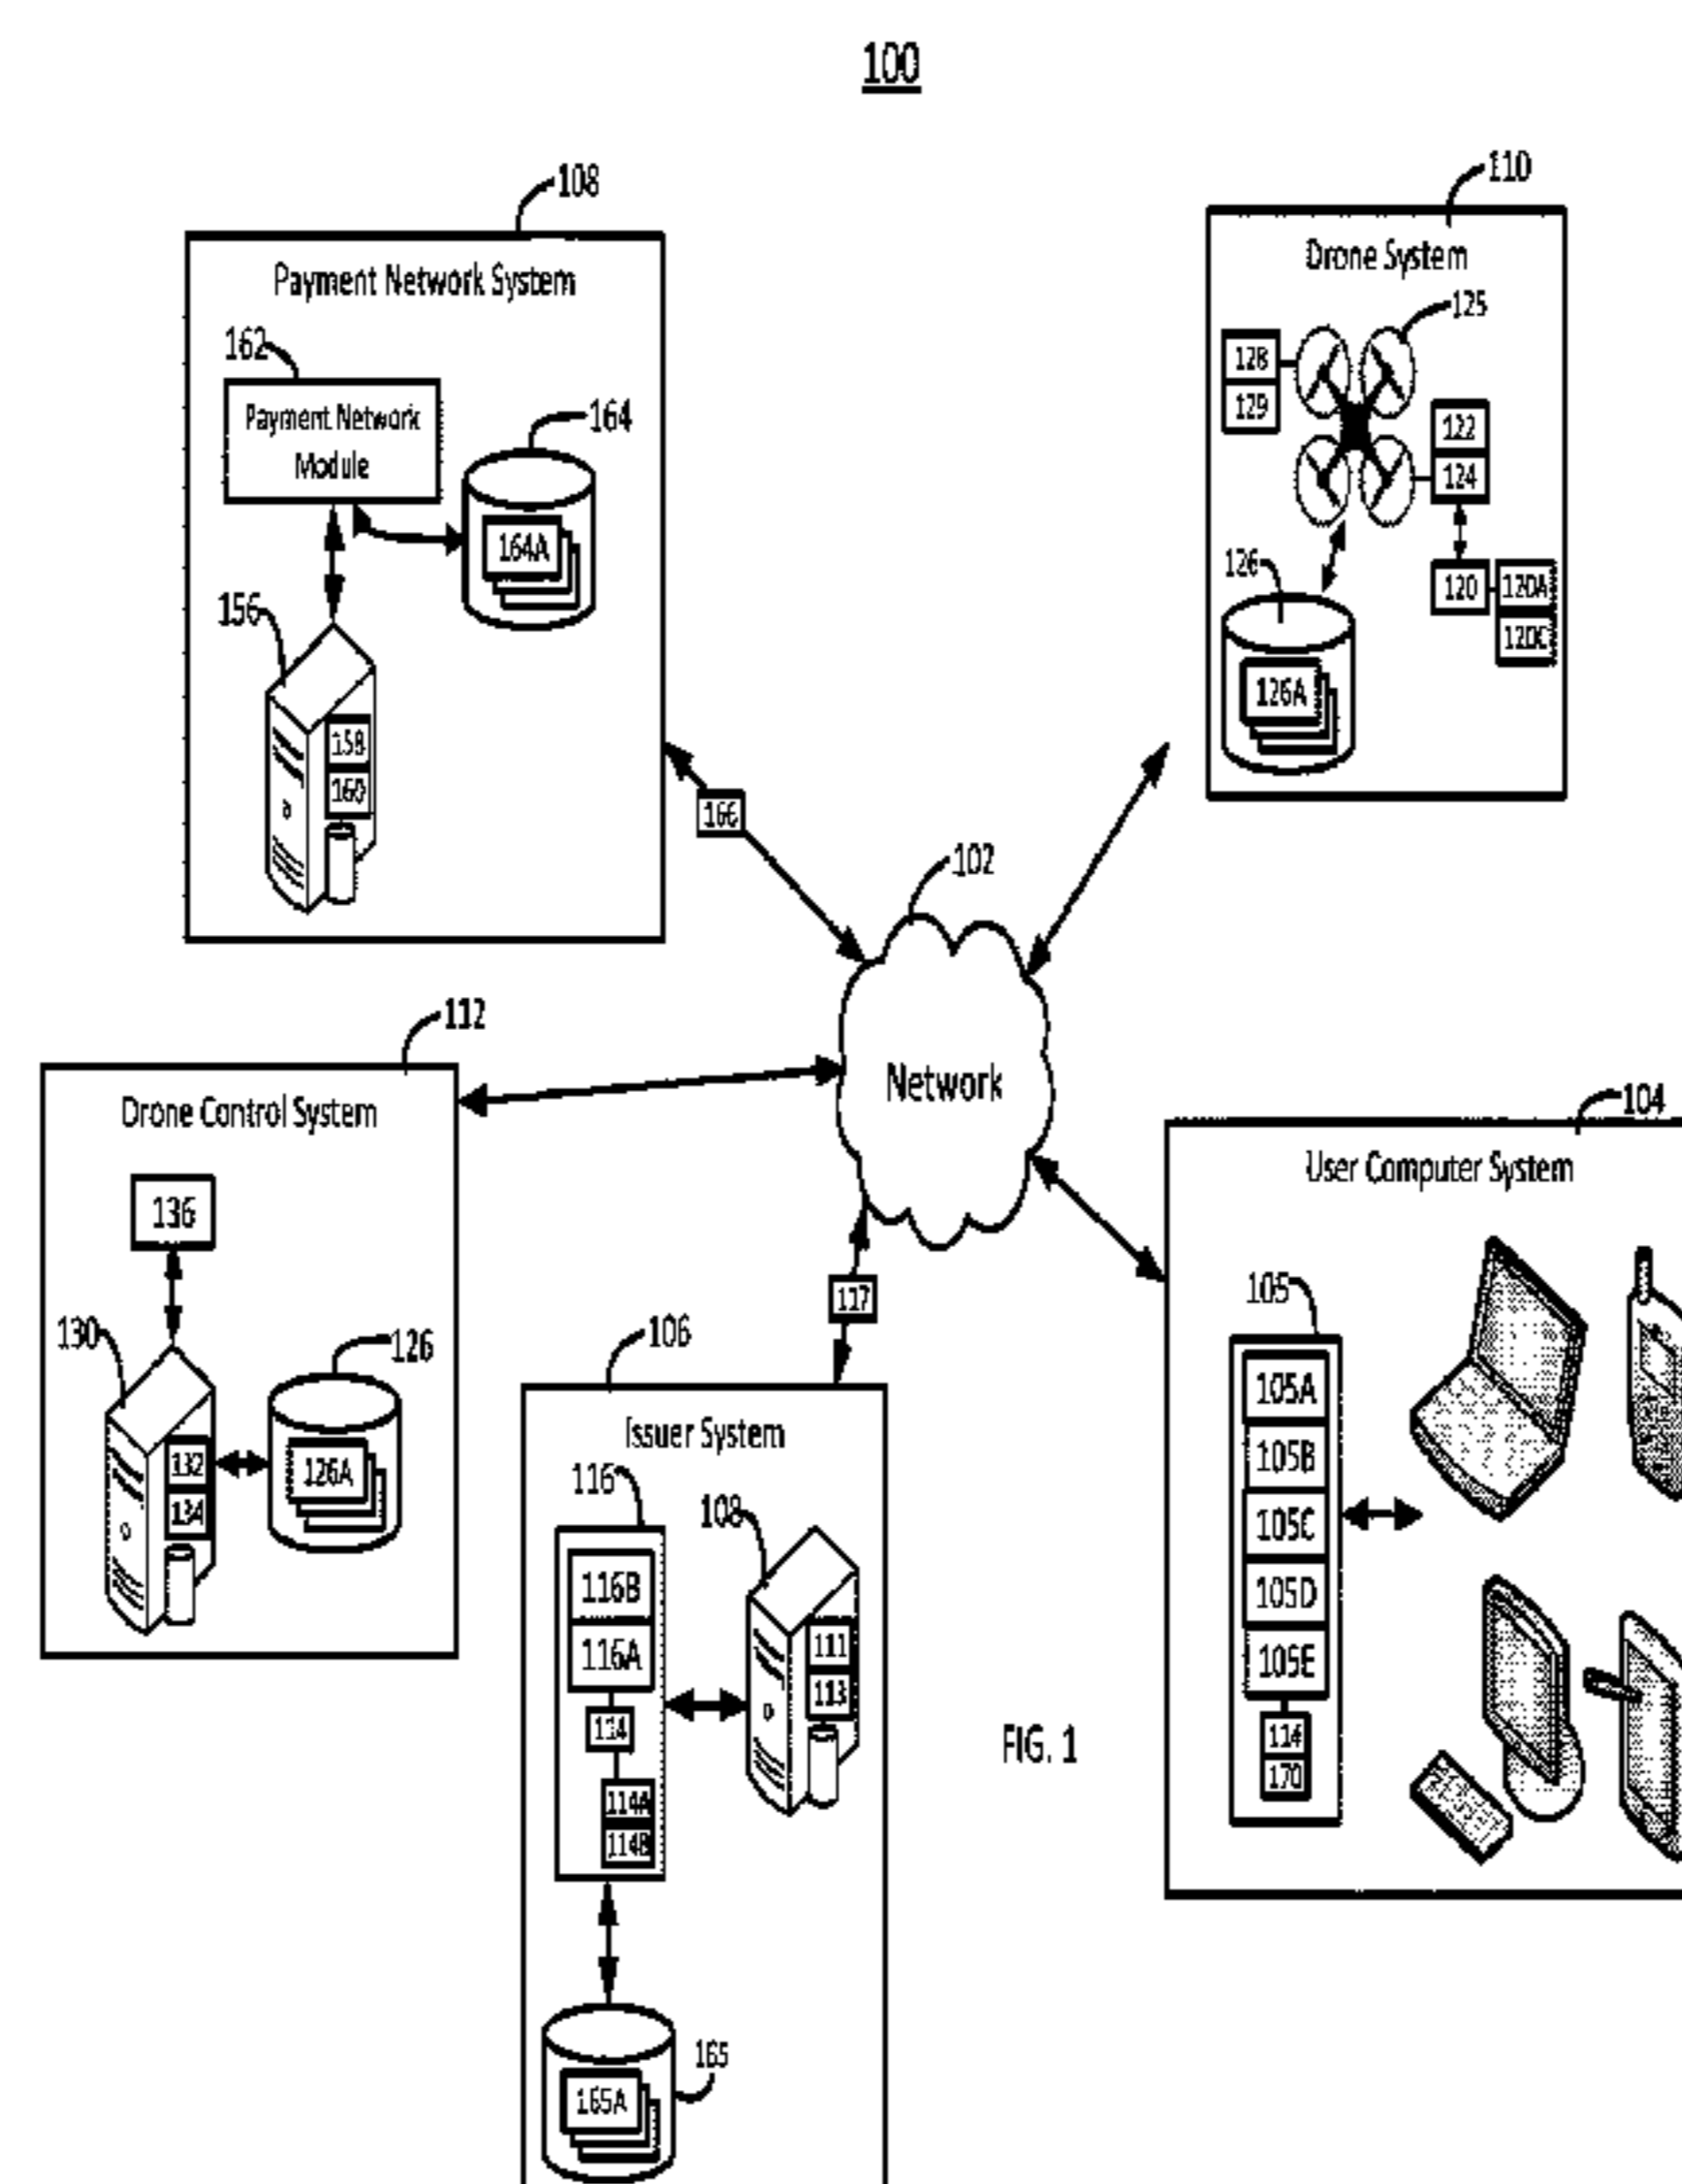 100
108
Payment Network System
162
Payment Network
Module
164
164A
156
158
160
166
110
Drone System
125
128
129
122
124
120
120A
120C
126
126A
102
Network
112
Drone Control System
136
130
132
134
126
126A
117
106
Issuer System
116
116B
116A
114
114A
114B
108
111
113
165
165A
104
User Computer System
105
105A
105B
105C
105D
105E
114
170
FIG. 1